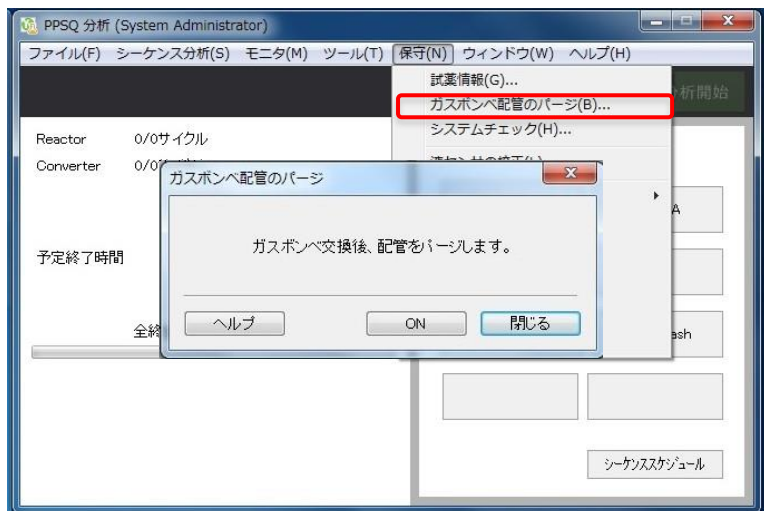 PPSQ 分析 (System Administrator)
ファイル(F) シーケンス分析(S) モニタ(M) ツール(T) 保守(N) ウィンドウ(W) ヘルプ(H)
試薬情報(G)...
ガスボンベ配管のパージ(B)...
システムチェック(H)...
分析開始
Reactor 0/0サイクル
Converter 0/0
ガスボンベ配管のパージ
ガスボンベ交換後、配管をパージします。
ヘルプ ON 閉じる
予定終了時間
全終
A
ash
シーケンススケジュール